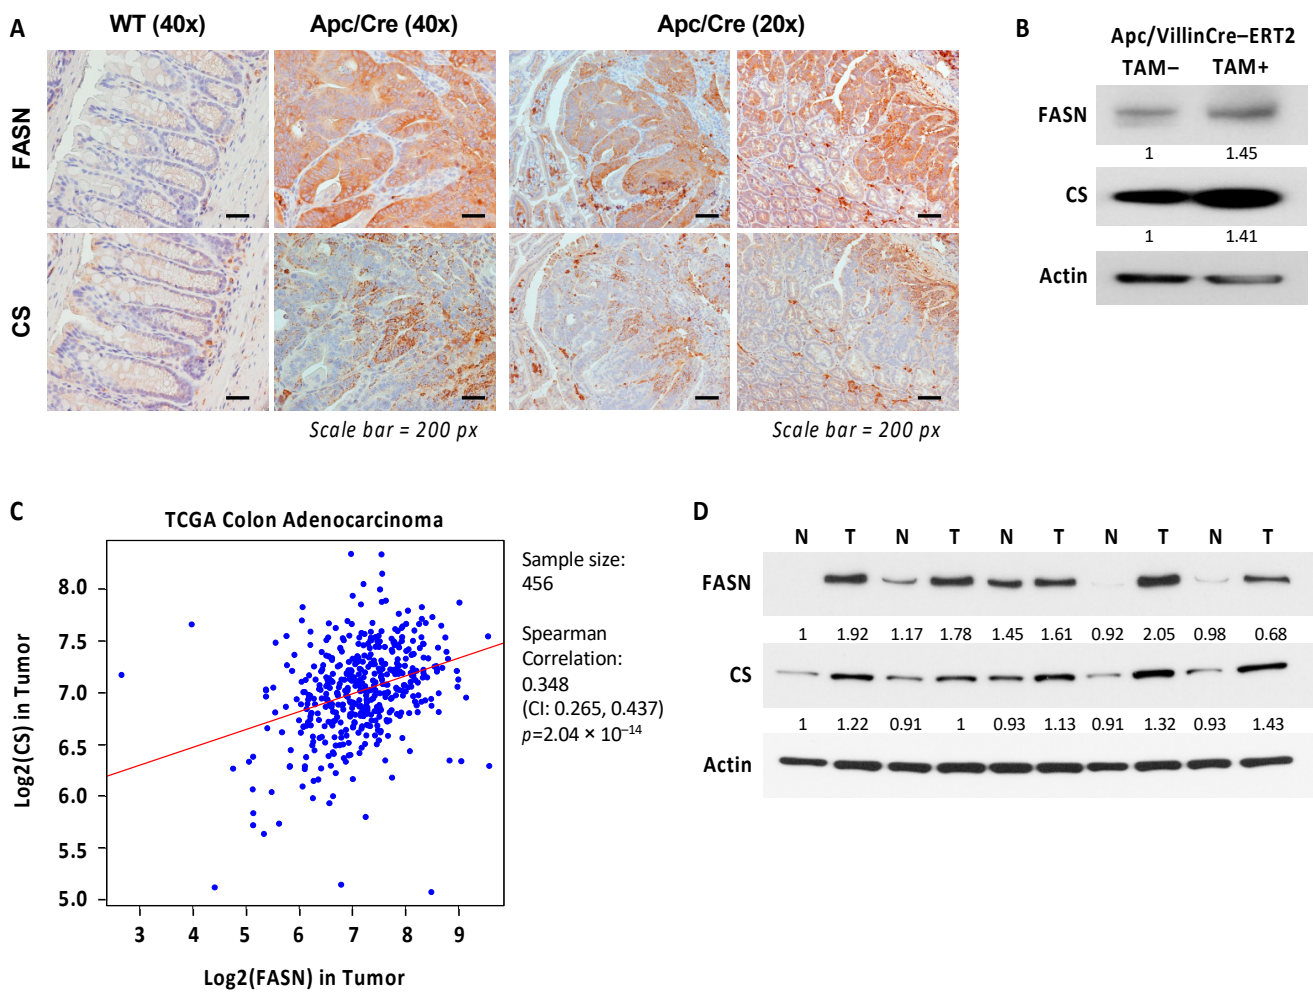 A
WT (40x)
Apc/Cre (40x)
Apc/Cre (20x)
FASN
CS
Scale bar = 200 px
Scale bar = 200 px
B
Apc/VillinCre–ERT2
TAM– TAM+
FASN
1 1.45
CS
1 1.41
Actin
C
TCGA Colon Adenocarcinoma
Log2(CS) in Tumor
8.0
7.5
7.0
6.5
6.0
5.5
5.0
3 4 5 6 7 8 9
Log2(FASN) in Tumor
Sample size:
456
Spearman
Correlation:
0.348
(CI: 0.265, 0.437)
p=2.04 × 10–14
D
N T N T N T N T N T
FASN
1 1.92 1.17 1.78 1.45 1.61 0.92 2.05 0.98 0.68
CS
1 1.22 0.91 1 0.93 1.13 0.91 1.32 0.93 1.43
Actin